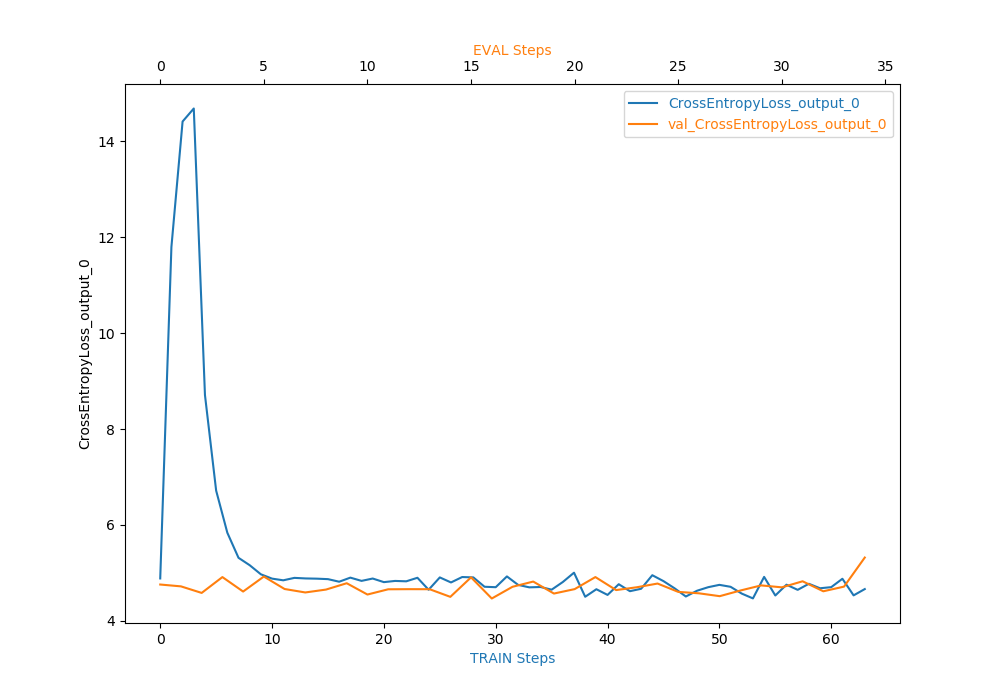 EVAL Steps
0 5 10 15 20 25 30 35
CrossEntropyLoss_output_0
val_CrossEntropyLoss_output_0
14
12
10
8
6
4
CrossEntropyLoss_output_0
0 10 20 30 40 50 60
TRAIN Steps